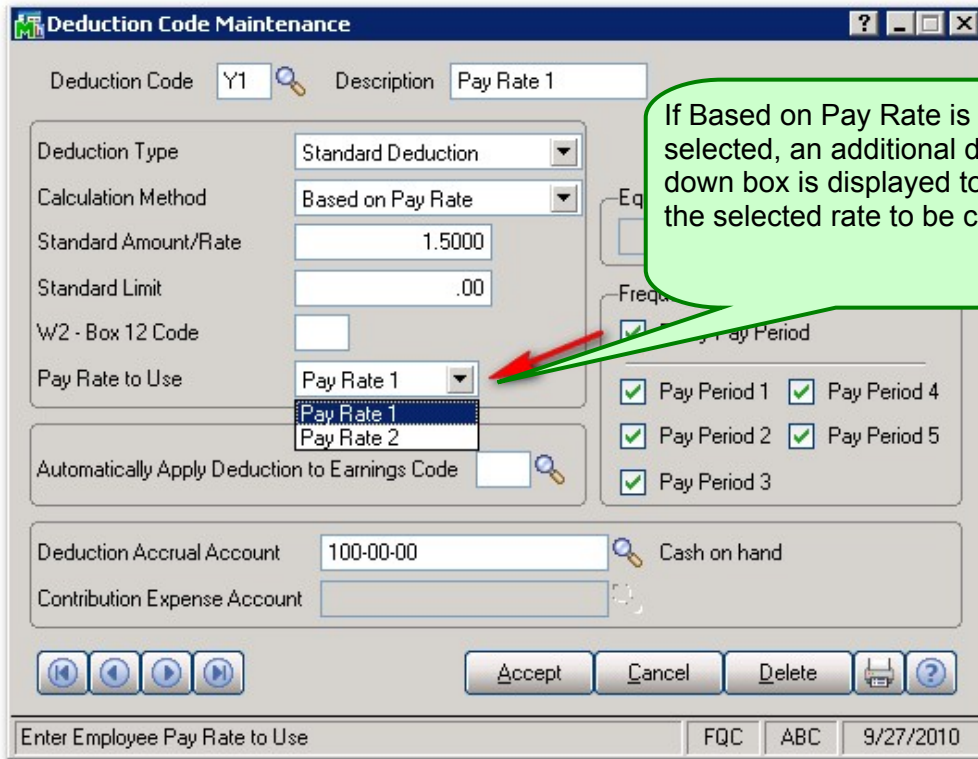 Deduction Code Maintenance
Deduction Code Y1 Description Pay Rate 1
If Based on Pay Rate is
selected, an additional
down box is displayed
the selected rate to be
Deduction Type Standard Deduction
Calculation Method Based on Pay Rate
Standard Amount/Rate 1.5000
Standard Limit .00
W2 - Box 12 Code
Pay Rate to Use Pay Rate 1
Pay Rate 1
Pay Rate 2
Automatically Apply Deduction to Earnings Code
Pay Period
Pay Period 1 Pay Period 4
Pay Period 2 Pay Period 5
Pay Period 3
Deduction Accrual Account 100-00-00 Cash on hand
Contribution Expense Account
Accept Cancel Delete
Enter Employee Pay Rate to Use FQC ABC 9/27/2010